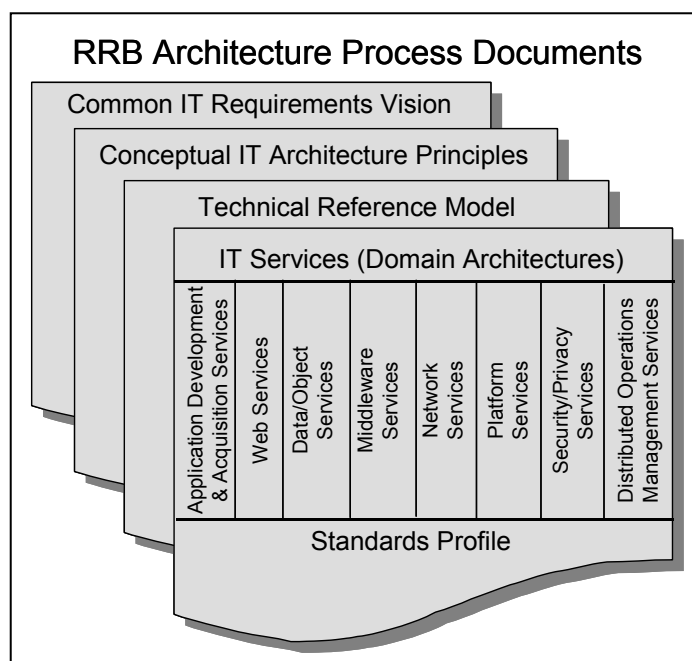 RRB Architecture Process Documents
Common IT Requirements Vision
Conceptual IT Architecture Principles
Technical Reference Model
IT Services (Domain Architectures)
Application Development
& Acquisition Services
Web Services
Data/Object
Services
Middleware
Services
Network
Services
Platform
Services
Security/Privacy
Services
Distributed Operations
Management Services
Standards Profile